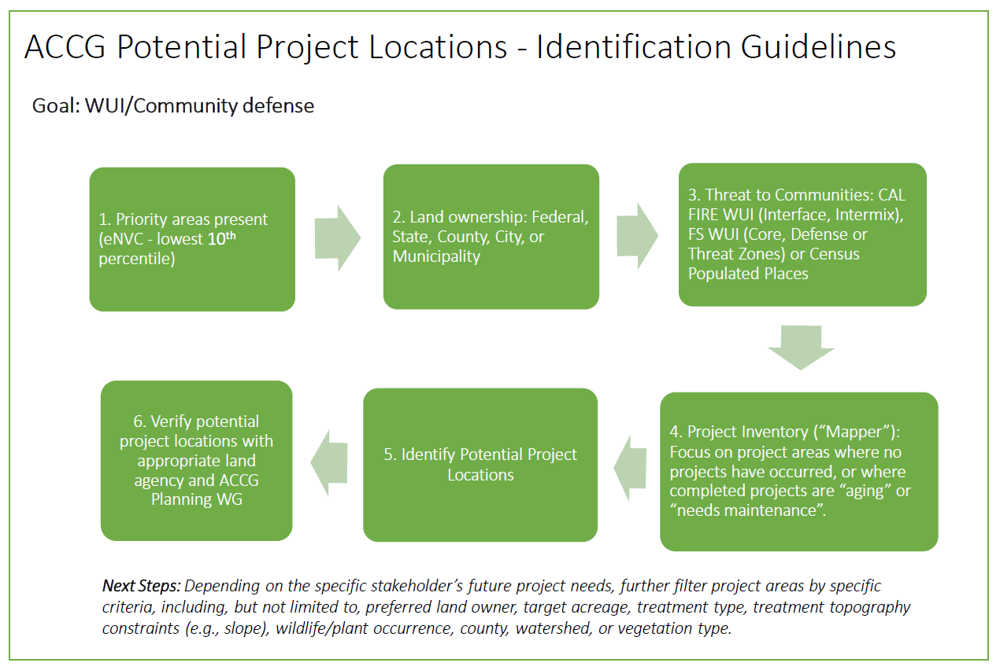 ACCG Potential Project Locations - Identification Guidelines
Goal: WUI/Community defense
1. Priority areas present
(eNVC - lowest 10th
percentile)
2. Land ownership: Federal,
State, County, City, or
Municipality
3. Threat to Communities: CAL
FIRE WUI (Interface, Intermix),
FS WUI (Core, Defense or
Threat Zones) or Census
Populated Places
4. Project Inventory (“Mapper”):
Focus on project areas where no
projects have occurred, or where
completed projects are “aging” or
“needs maintenance”.
5. Identify Potential Project
Locations
6. Verify potential
project locations with
appropriate land
agency and ACCG
Planning WG
Next Steps: Depending on the specific stakeholder’s future project needs, further filter project areas by specific
criteria, including, but not limited to, preferred land owner, target acreage, treatment type, treatment topography
constraints (e.g., slope), wildlife/plant occurrence, county, watershed, or vegetation type.